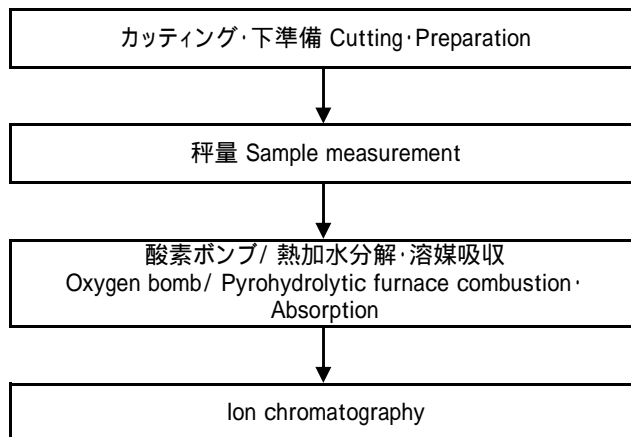 カッティング・下準備 Cutting・Preparation
秤量 Sample measurement
酸素ボンブ/ 熱加水分解・溶媒吸収
Oxygen bomb/ Pyrohydrolytic furnace combustion・
Absorption
Ion chromatography